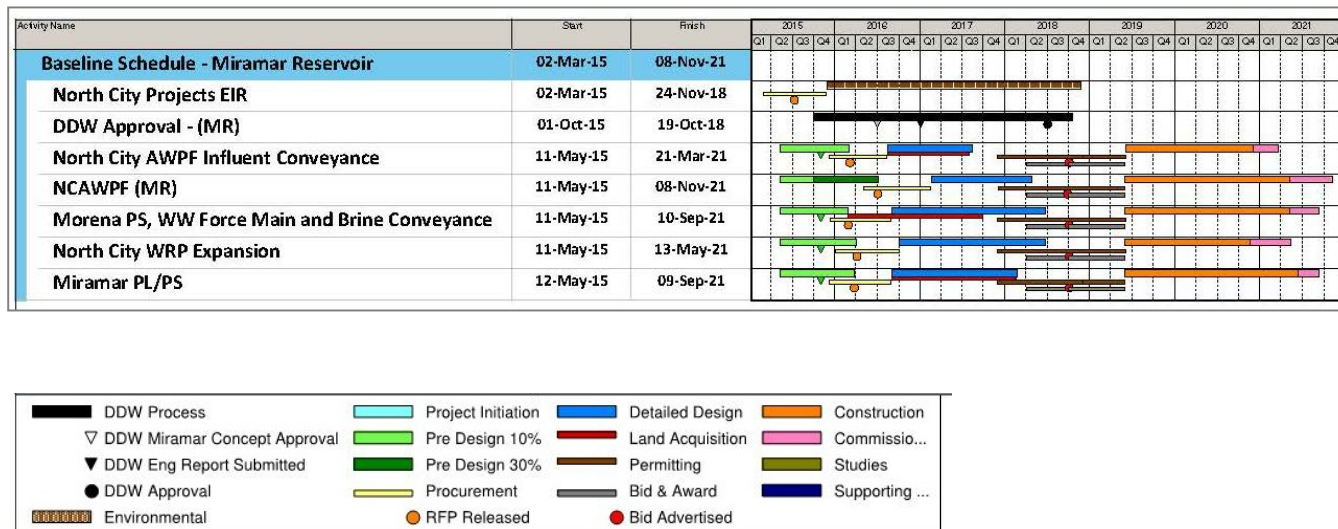 Activity Name Start Finish 2015 2016 2017 2018 2019 2020 2021
Q1 Q2 Q3 Q4 Q1 Q2 Q3 Q4 Q1 Q2 Q3 Q4 Q1 Q2 Q3 Q4 Q1 Q2 Q3 Q4 Q1 Q2 Q3 Q4 Q1 Q2 Q3 Q4
Baseline Schedule - Miramar Reservoir 02-Mar-15 08-Nov-21
North City Projects EIR 02-Mar-15 24-Nov-18
DDW Approval - (MR) 01-Oct-15 19-Oct-18
North City AWPF Influent Conveyance 11-May-15 21-Mar-21
NCAWPF (MR) 11-May-15 08-Nov-21
Morena PS, WW Force Main and Brine Conveyance 11-May-15 10-Sep-21
North City WRP Expansion 11-May-15 13-May-21
Miramar PL/PS 12-May-15 09-Sep-21
DDW Process Project Initiation Detailed Design Construction
DDW Miramar Concept Approval Pre Design 10% Land Acquisition Commissio...
DDW Eng Report Submitted Pre Design 30% Permitting Studies
DDW Approval Procurement Bid & Award Supporting ...
Environmental RFP Released Bid Advertised